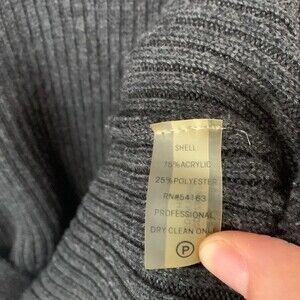 SHELL
75% ACRYLIC
25% POLYESTER
RN#54163
PROFESSIONAL
DRY CLEAN ONLY
P